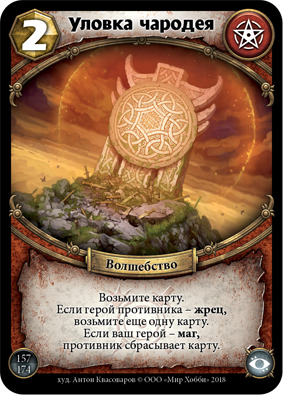 2
Уловка чародея
Волшебство
Возьмите карту.
Если герой противника – жрец,
возьмите еще одну карту.
Если ваш герой – маг,
противник сбрасывает карту.
157
174
худ. Антон Квасоваров © ООО «Мир Хобби» 2018